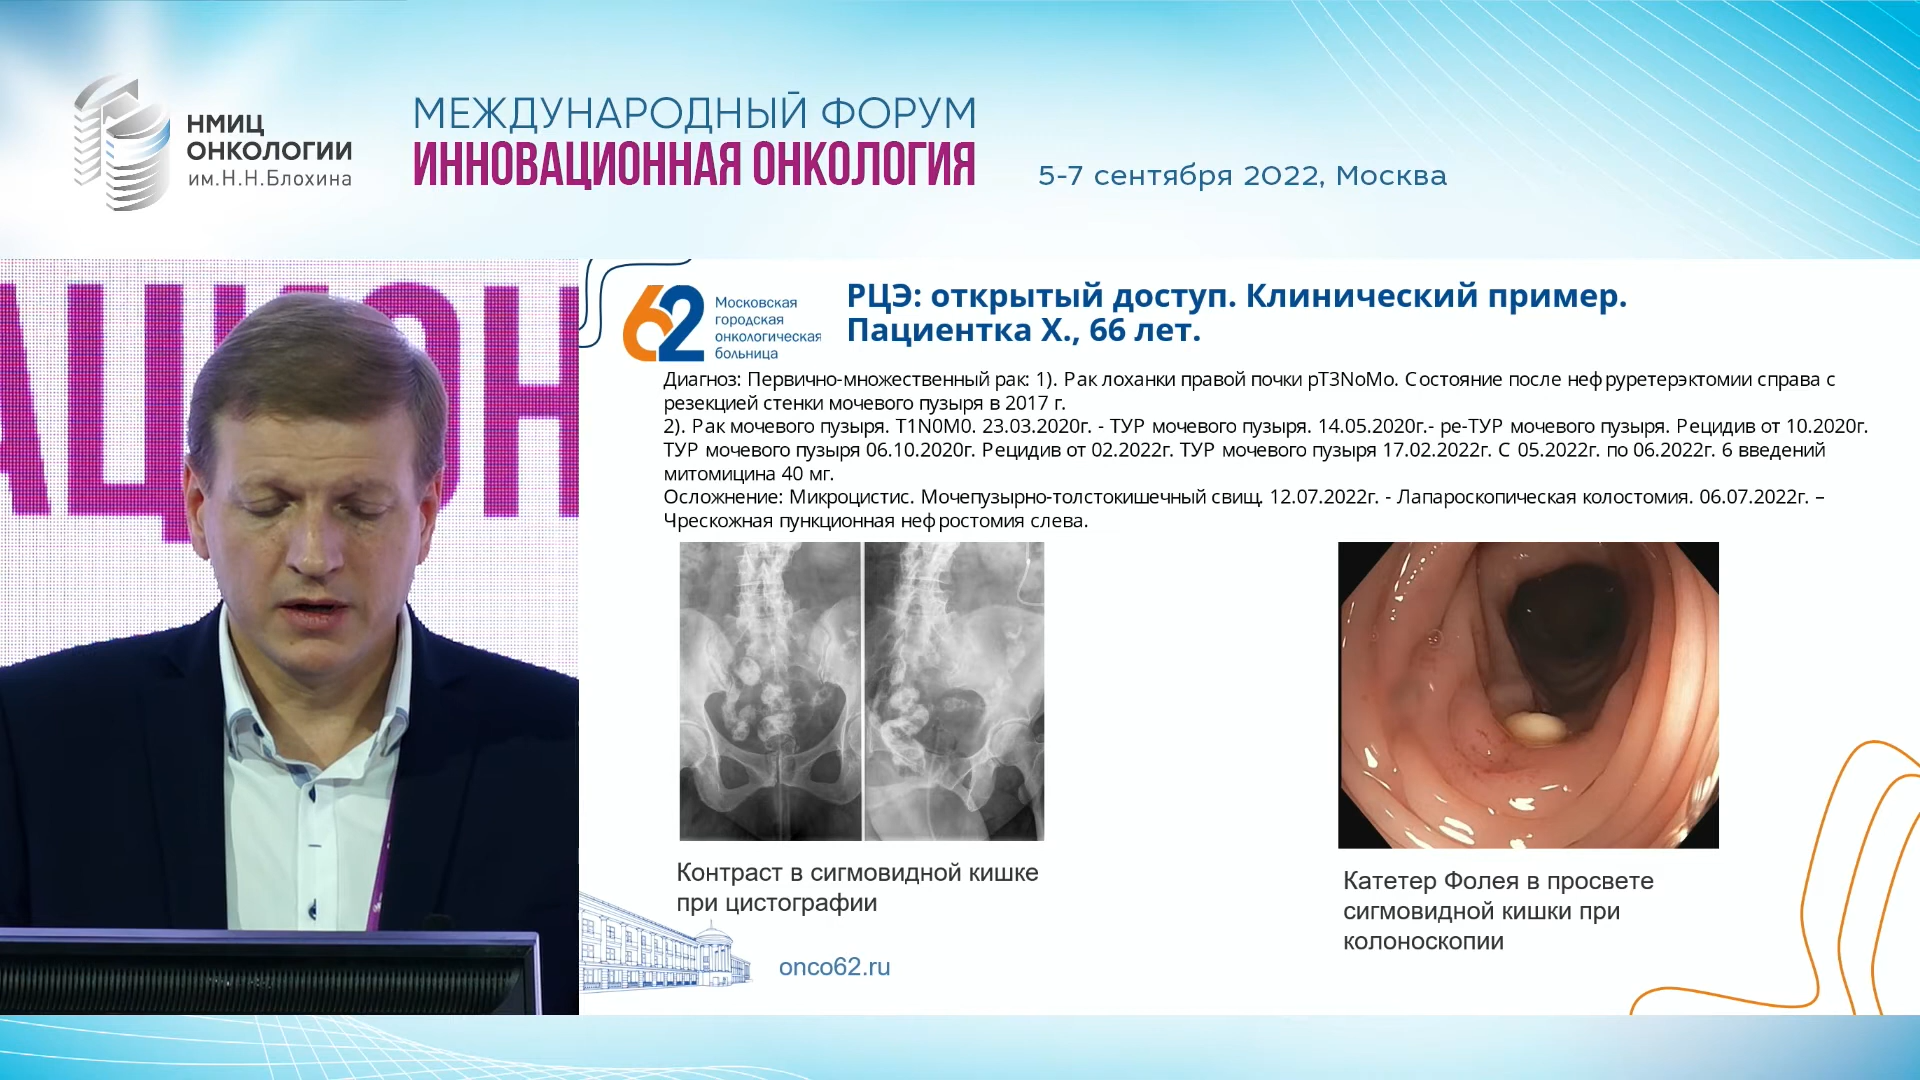 НМИЦ
ОНКОЛОГИИ
им.Н.Н.Блохина
МЕЖДУНАРОДНЫЙ ФОРУМ
ИННОВАЦИОННАЯ ОНКОЛОГИЯ
5-7 сентября 2022, Москва
АЦИОН
62
Московская
городская
онкологическая
больница
РЦЭ: открытый доступ. Клинический пример.
Пациентка Х., 66 лет.
Диагноз: Первично-множественный рак: 1). Рак лоханки правой почки pT3NoMo. Состояние после нефруретерэктомии справа с
резекцией стенки мочевого пузыря в 2017 г.
2). Рак мочевого пузыря. T1N0M0. 23.03.2020г. - ТУР мочевого пузыря. 14.05.2020г.- ре-ТУР мочевого пузыря. Рецидив от 10.2020г.
ТУР мочевого пузыря 06.10.2020г. Рецидив от 02.2022г. ТУР мочевого пузыря 17.02.2022г. С 05.2022г. по 06.2022г. 6 введений
митомицина 40 мг.
Осложнение: Микроцистис. Мочепузырно-толстокишечный свищ. 12.07.2022г. - Лапароскопическая колостомия. 06.07.2022г. –
Чрескожная пункционная нефростомия слева.
Контраст в сигмовидной кишке
при цистографии
Катетер Фолея в просвете
сигмовидной кишки при
колоноскопии
onco62.ru